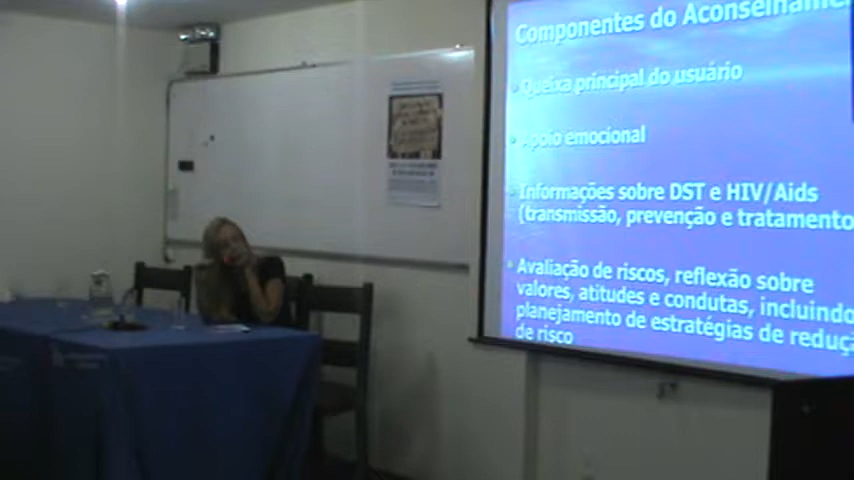 Componentes do Aconselhame
Queixa principal do usuário
Apoio emocional
Informações sobre DST e HIV/Aids
(transmissão, prevenção e tratamento
Avaliação de riscos, reflexão sobre
valores, atitudes e condutas, incluindo
planejamento de estratégias de reduç
de risco